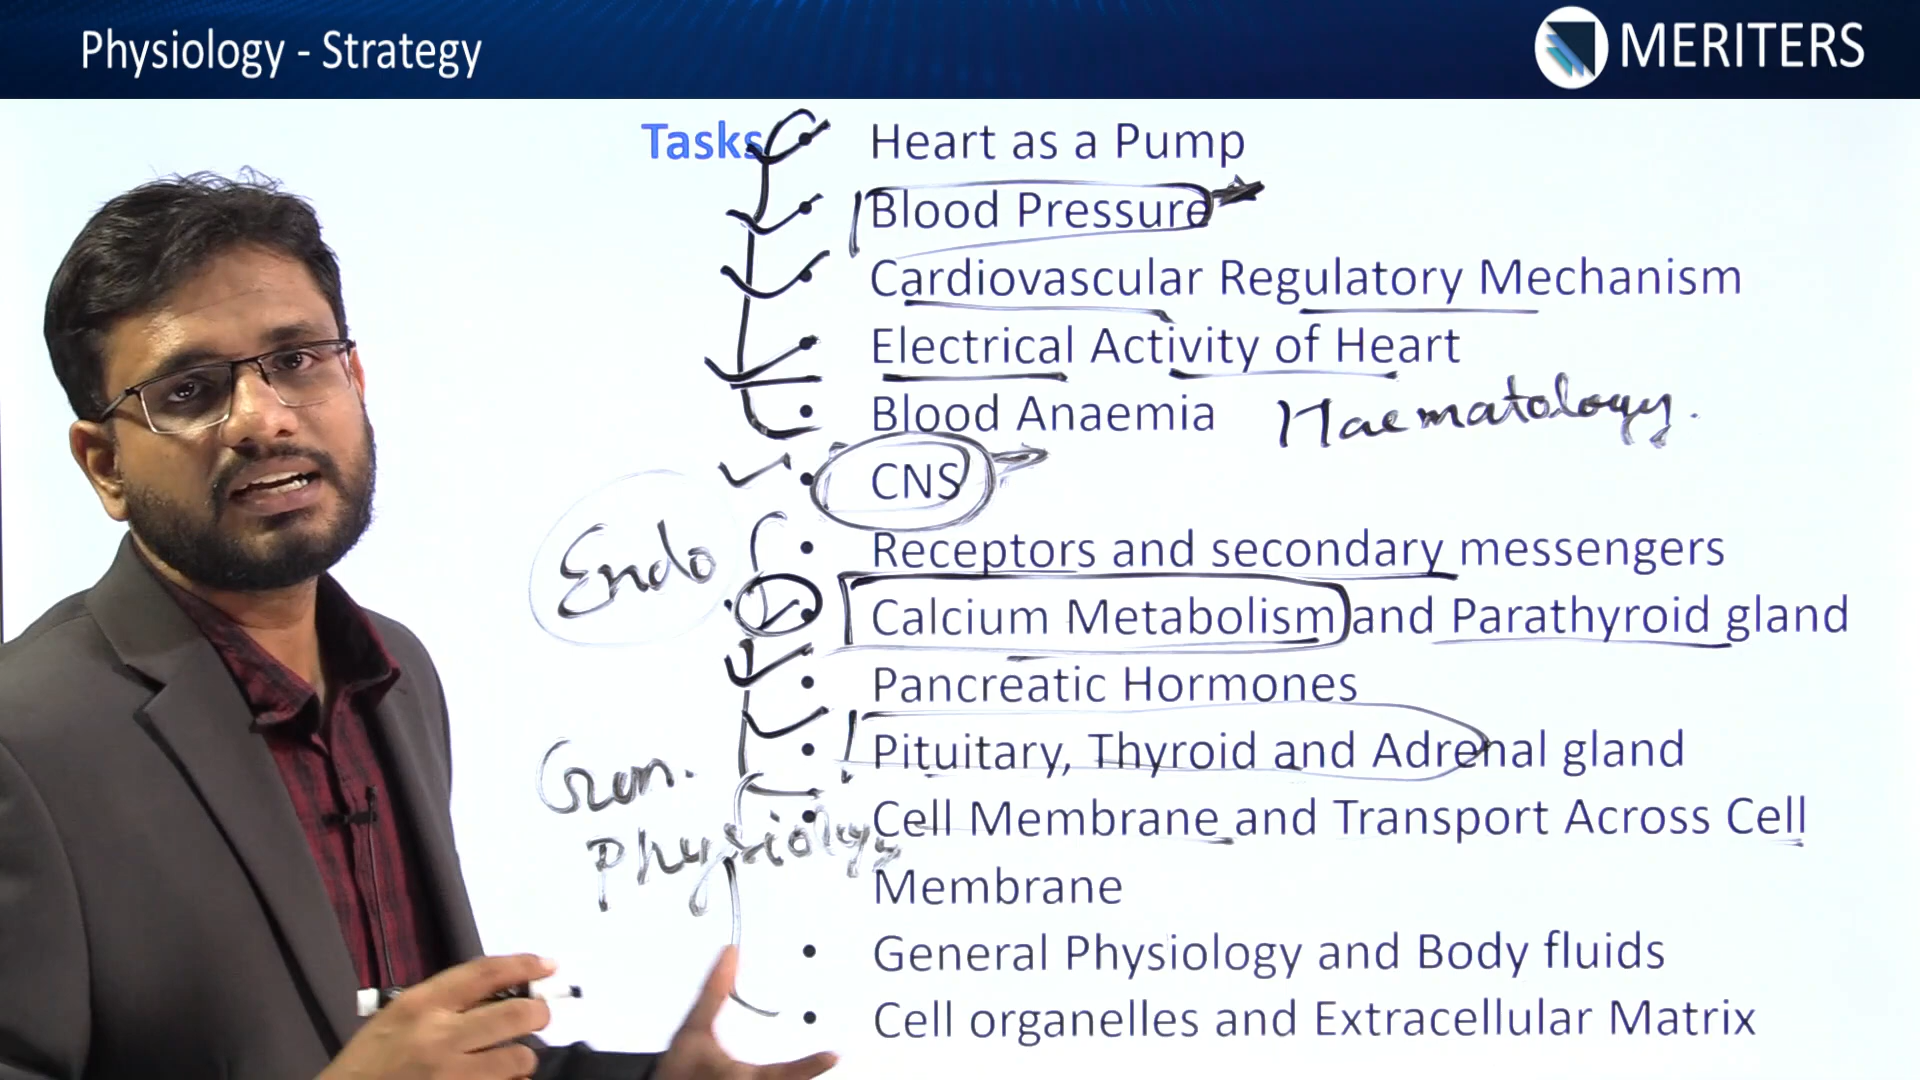 Physiology - Strategy
MERITERS
Tasks
• Heart as a Pump
• Blood Pressure
• Cardiovascular Regulatory Mechanism
• Electrical Activity of Heart
• Blood Anaemia Haematology.
• CNS
• Receptors and secondary messengers
Endo
• Calcium Metabolism and Parathyroid gland
• Pancreatic Hormones
• Pituitary, Thyroid and Adrenal gland
Gen.
• Cell Membrane and Transport Across Cell
Physiology
Membrane
• General Physiology and Body fluids
• Cell organelles and Extracellular Matrix